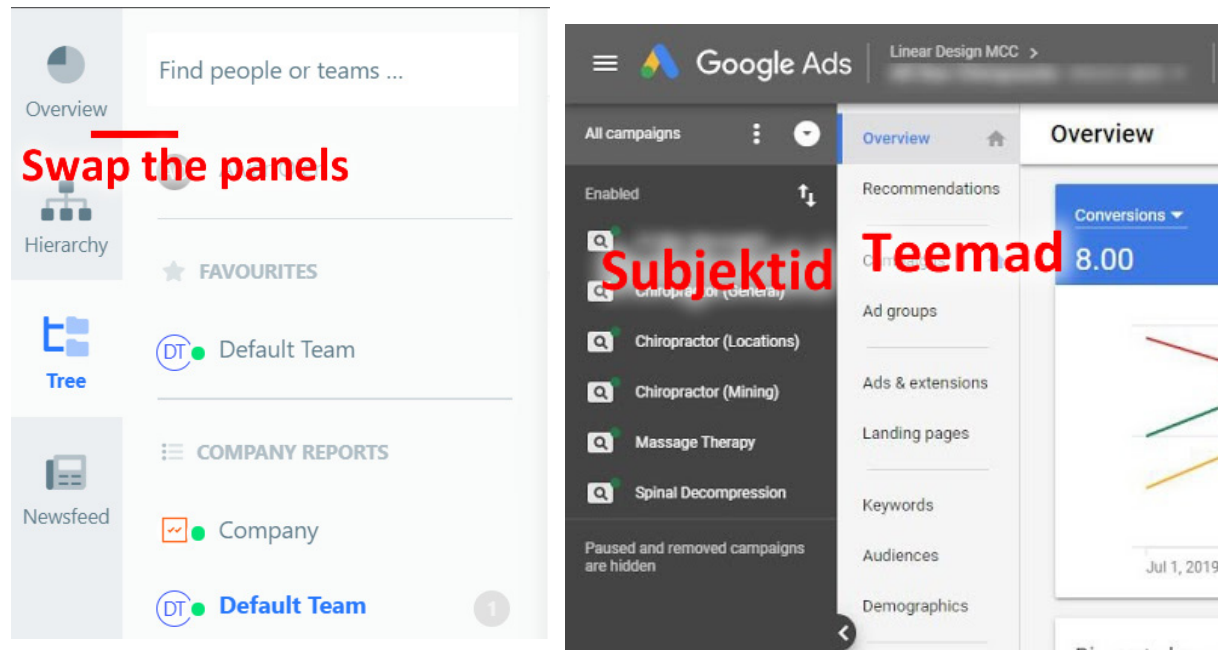 Find people or teams ...
Overview
Swap the panels
Hierarchy
FAVOURITES
DT Default Team
Tree
COMPANY REPORTS
Newsfeed
Company
DT Default Team 1
Google Ads
Linear Design MCC >
All campaigns
Enabled
Subjektid
Chiropractor (General)
Chiropractor (Locations)
Chiropractor (Mining)
Massage Therapy
Spinal Decompression
Paused and removed campaigns
are hidden
Overview
Recommendations
Teemad
Campaigns
Ad groups
Ads & extensions
Landing pages
Keywords
Audiences
Demographics
Overview
Conversions
8.00
Jul 1, 2019